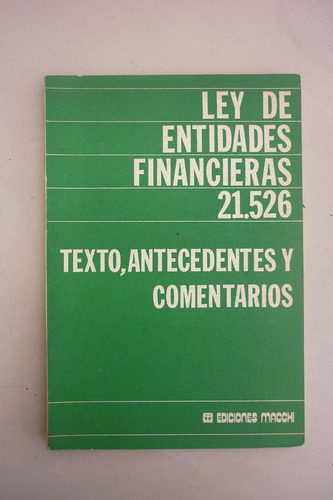 LEY DE
ENTIDADES
FINANCIERAS
21.526
TEXTO, ANTECEDENTES Y
COMENTARIOS
EDICIONES MACCHI